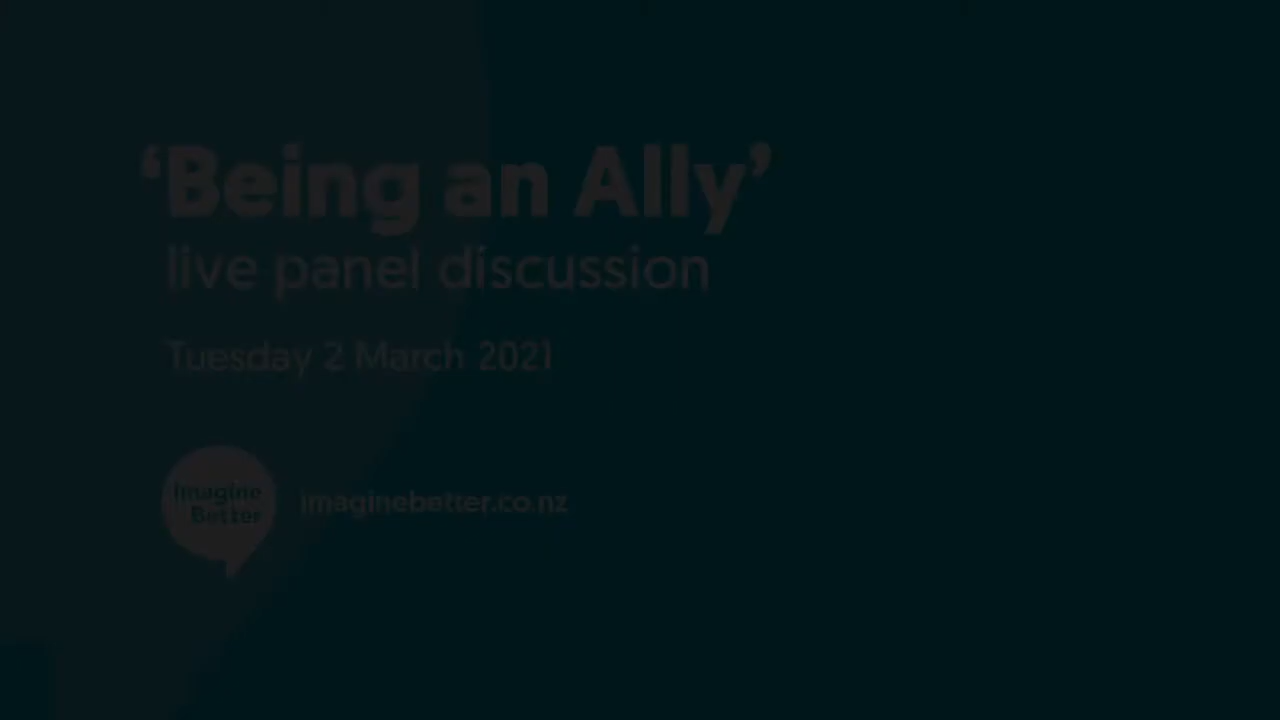 ‘Being an Ally’
live panel discussion
Tuesday 2 March 2021
Imagine
Better
imaginebetter.co.nz